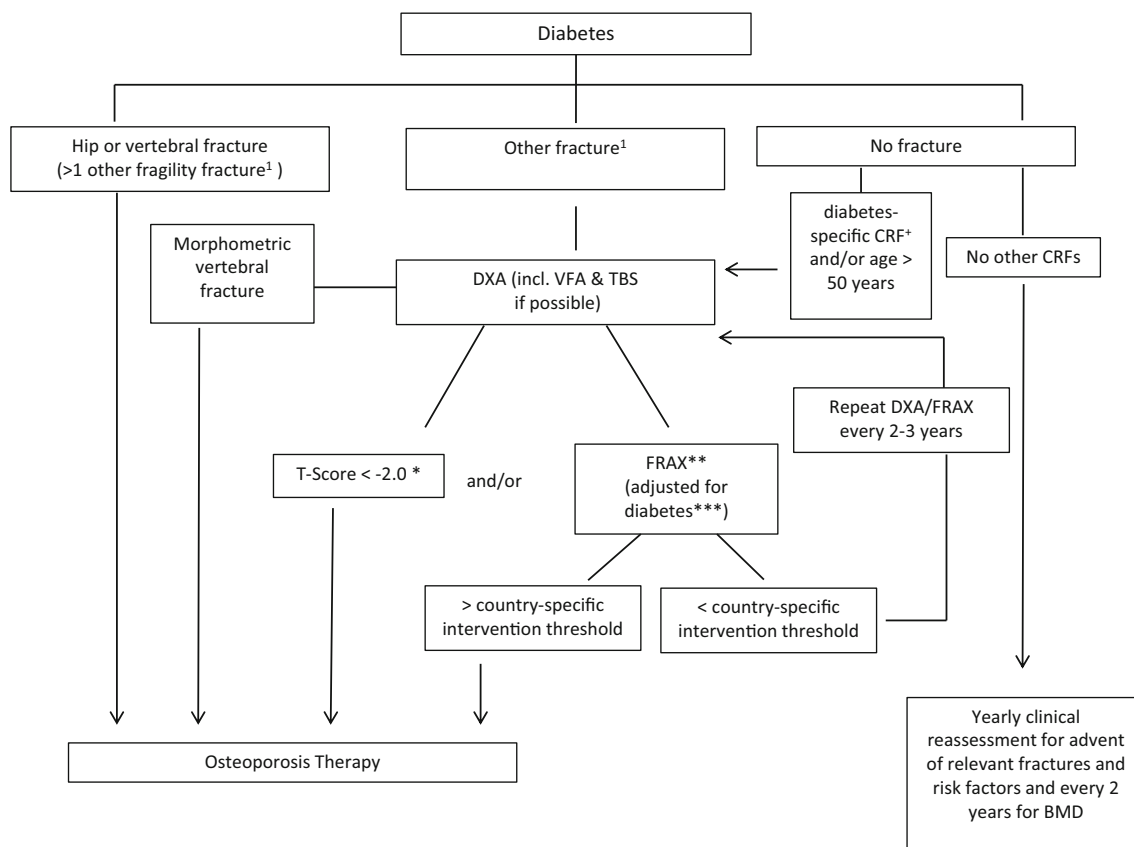 Diabetes
Hip or vertebral fracture
(>1 other fragility fracture¹ )
Other fracture¹
No fracture
Morphometric
vertebral
fracture
DXA (incl. VFA & TBS
if possible)
diabetes-
specific CRF⁺
and/or age >
50 years
No other CRFs
Repeat DXA/FRAX
every 2-3 years
T-Score < -2.0 *
and/or
FRAX**
(adjusted for
diabetes***)
> country-specific
intervention threshold
< country-specific
intervention threshold
Osteoporosis Therapy
Yearly clinical
reassessment for advent
of relevant fractures and
risk factors and every 2
years for BMD